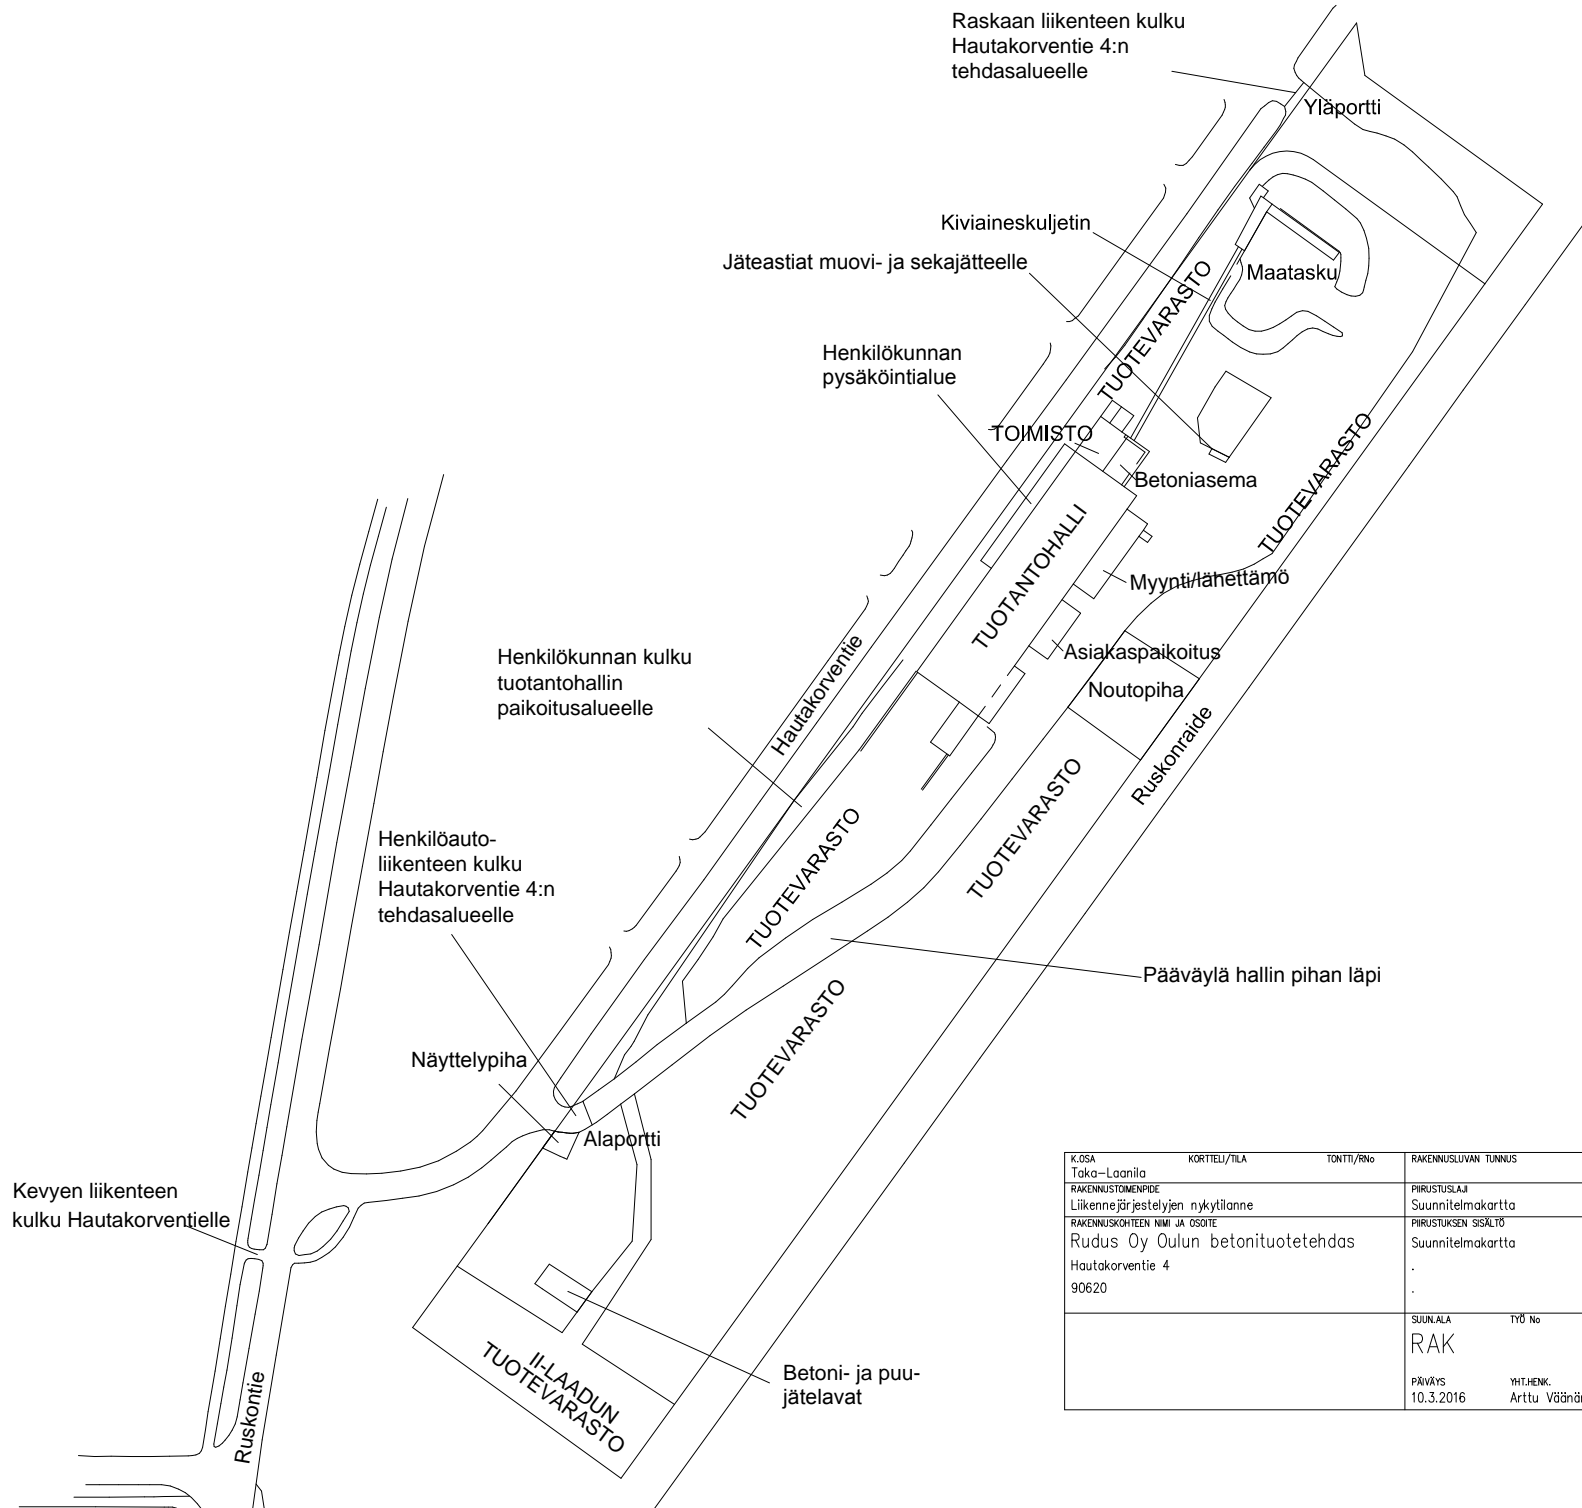 Raskaan liikenteen kulku
Hautakorventie 4:n
tehdasalueelle
Yläportti
Kiviaineskuljetin
Jäteastiat muovi- ja sekajätteelle
Maatasku
TUOTEVARASTO
Henkilökunnan
pysäköintialue
TOIMISTO
Betoniasema
TUOTEVARASTO
TUOTANTOHALLI
Myynti/lähettämö
Asiakaspaikoitus
Noutopiha
Henkilökunnan kulku
tuotantohallin
paikoitusalueelle
Hautakorventie
Ruskonraide
TUOTEVARASTO
TUOTEVARASTO
Henkilöauto-
liikenteen kulku
Hautakorventie 4:n
tehdasalueelle
Pääväylä hallin pihan läpi
TUOTEVARASTO
Näyttelypiha
Alaportti
Kevyen liikenteen
kulku Hautakorventielle
Ruskontie
II-LAADUN
TUOTEVARASTO
Betoni- ja puu-
jätelavat
K.OSA KORTTELI/TILA TONTTI/RNo RAKENNUSLUVAN TUNNUS
Taka-Laanila
RAKENNUSTOIMENPIDE PIIRUSTUSLAJI
Liikennejärjestelyjen nykytilanne Suunnitelmakartta
RAKENNUSKOHTEEN NIMI JA OSOITE PIIRUSTUKSEN SISÄLTÖ
Rudus Oy Oulun betonituotetehdas Suunnitelmakartta
Hautakorventie 4 .
90620 .
SUUN.ALA TYÖ No
RAK
PÄIVÄYS YHT.HENK.
10.3.2016 Arttu